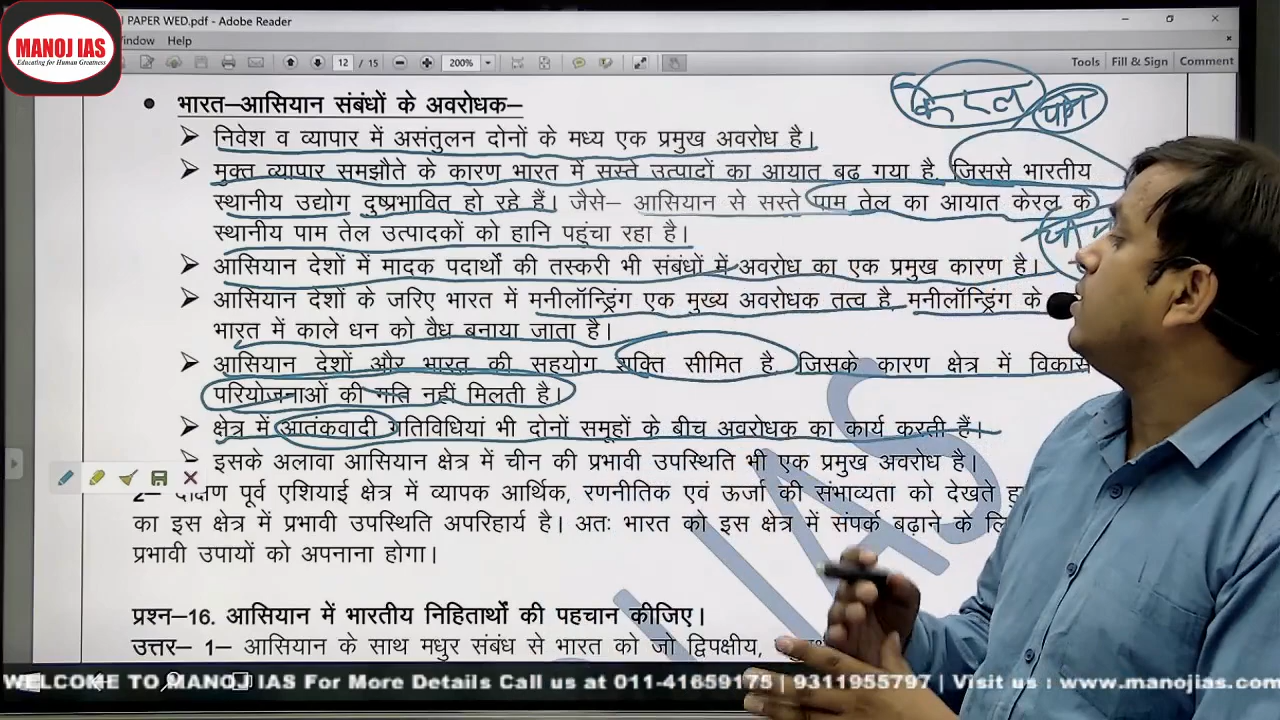 MANOJ IAS
Educating for Human Greatness
PAPER WED.pdf - Adobe Reader
Window Help
12 / 15
200%
Tools Fill & Sign Comment
केरल
पाम
भारत–आसियान संबंधों के अवरोधक–
निवेश व व्यापार में असंतुलन दोनों के मध्य एक प्रमुख अवरोध है।
मुक्त व्यापार समझौते के कारण भारत में सस्ते उत्पादों का आयात बढ गया है जिससे भारतीय
स्थानीय उद्योग दुष्प्रभावित हो रहे हैं। जैसे– आसियान से सस्ते पाम तेल का आयात केरल के
स्थानीय पाम तेल उत्पादकों को हानि पहुंचा रहा है।
आसियान देशों में मादक पदार्थों की तस्करी भी संबंधों में अवरोध का एक प्रमुख कारण है।
आसियान देशों के जरिए भारत में मनीलॉन्ड्रिंग एक मुख्य अवरोधक तत्व है, मनीलॉन्ड्रिंग के
भारत में काले धन को वैध बनाया जाता है।
आसियान देशों और भारत की सहयोग शक्ति सीमित है जिसके कारण क्षेत्र में विकास
परियोजनाओं की गति नहीं मिलती है।
क्षेत्र में आतंकवादी गतिविधियां भी दोनों समूहों के बीच अवरोधक का कार्य करती हैं।
इसके अलावा आसियान क्षेत्र में चीन की प्रभावी उपस्थिति भी एक प्रमुख अवरोध है।
2– दक्षिण पूर्व एशियाई क्षेत्र में व्यापक आर्थिक, रणनीतिक एवं ऊर्जा की संभाव्यता को देखते
का इस क्षेत्र में प्रभावी उपस्थिति अपरिहार्य है। अतः भारत को इस क्षेत्र में संपर्क बढ़ाने के
प्रभावी उपायों को अपनाना होगा।
प्रश्न–16. आसियान में भारतीय निहितार्थों की पहचान कीजिए।
उत्तर– 1– आसियान के साथ मधुर संबंध से भारत को जो द्विपक्षीय,
IAS
WELCOME TO MANOJ IAS For More Details Call us at 011-41659175 | 9311955797 | Visit us : www.manojias.com